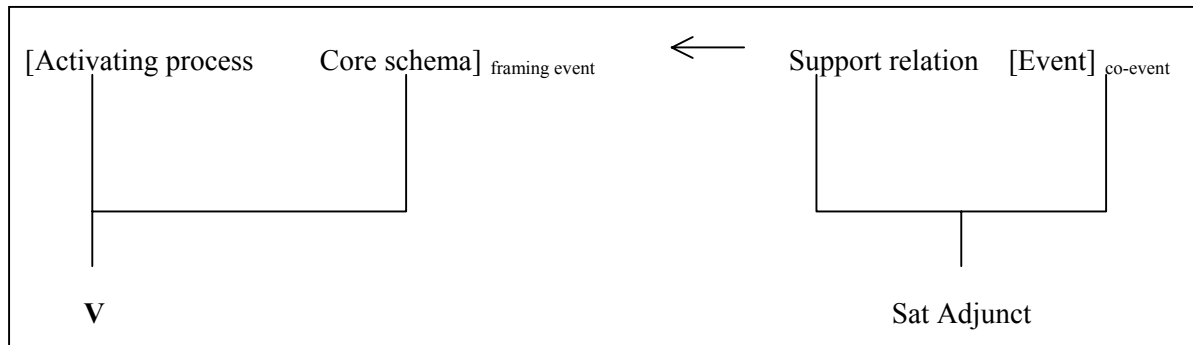 [Activating process Core schema] framing event Support relation [Event] co-event
V Sat Adjunct